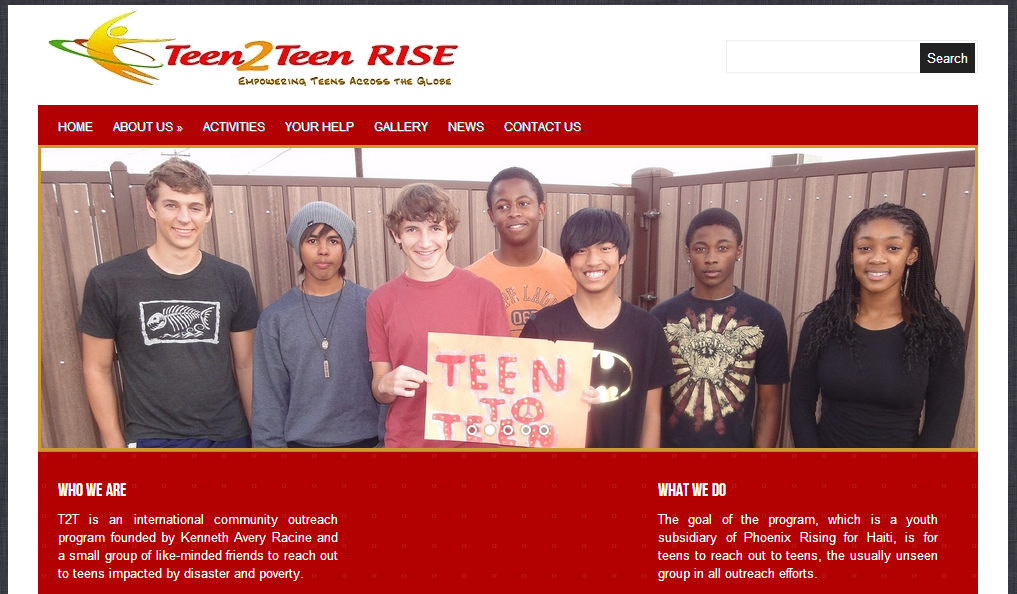 Teen2Teen RISE
Empowering Teens Across the Globe
Search
HOME ABOUT US » ACTIVITIES YOUR HELP GALLERY NEWS CONTACT US
TEEN
TO
TEEN
WHO WE ARE
T2T is an international community outreach
program founded by Kenneth Avery Racine and
a small group of like-minded friends to reach out
to teens impacted by disaster and poverty.
WHAT WE DO
The goal of the program, which is a youth
subsidiary of Phoenix Rising for Haiti, is for
teens to reach out to teens, the usually unseen
group in all outreach efforts.